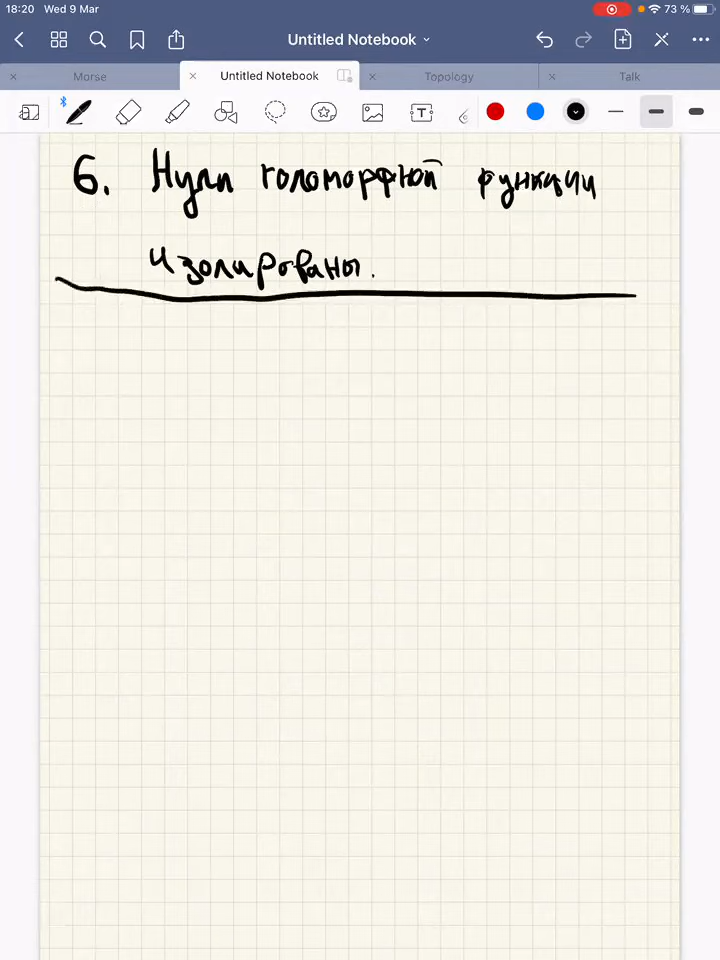 18:20 Wed 9 Mar 73 %
Untitled Notebook
Morse Untitled Notebook Topology Talk
6. Нули голоморфной функции
изолированы.